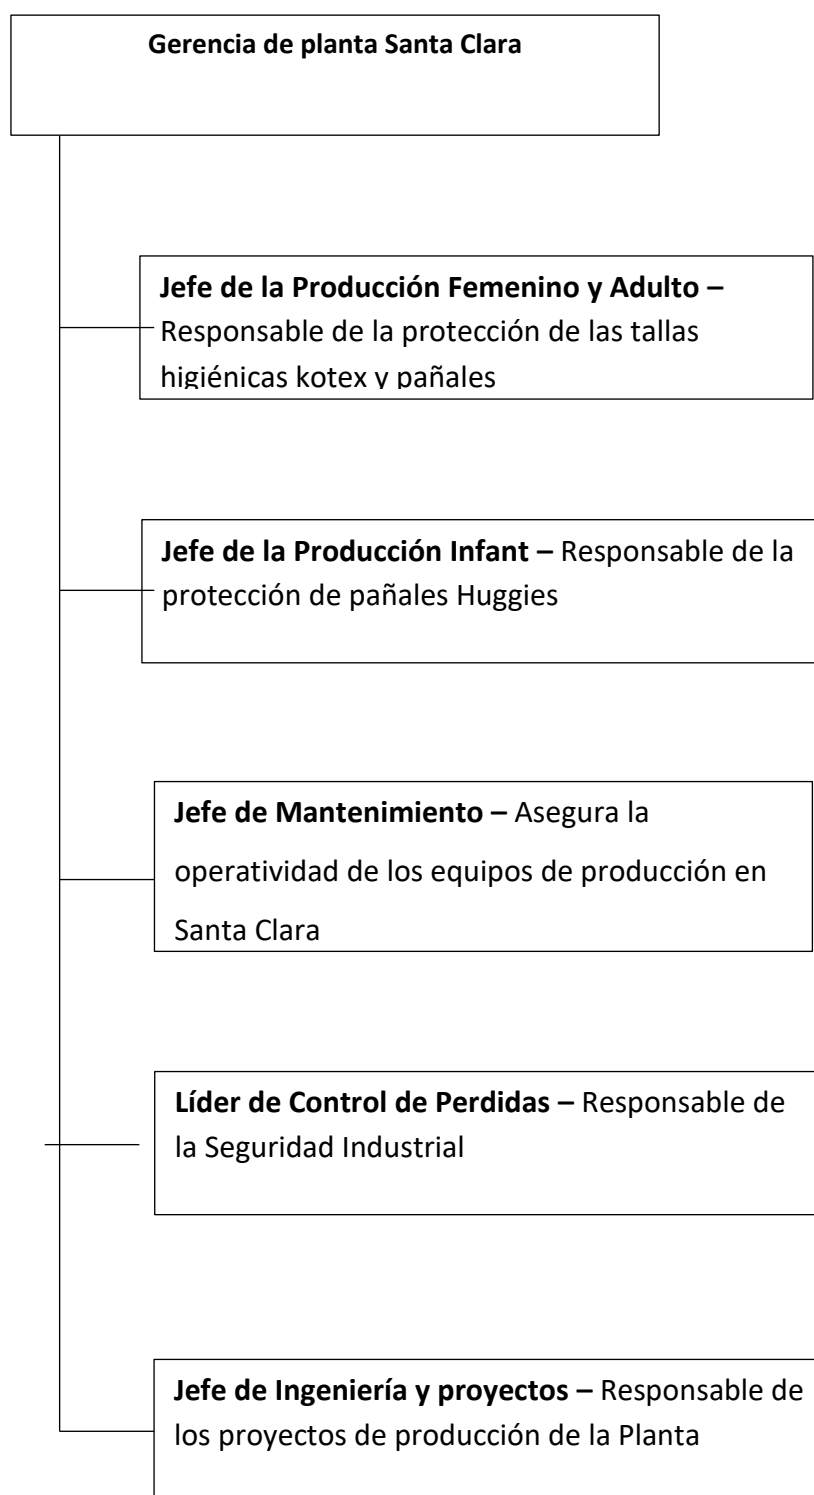 Gerencia de planta Santa Clara
Jefe de la Producción Femenino y Adulto –
Responsable de la protección de las tallas
higiénicas kotex y pañales
Jefe de la Producción Infant – Responsable de la
protección de pañales Huggies
Jefe de Mantenimiento – Asegura la
operatividad de los equipos de producción en
Santa Clara
Líder de Control de Perdidas – Responsable de
la Seguridad Industrial
Jefe de Ingeniería y proyectos – Responsable de
los proyectos de producción de la Planta